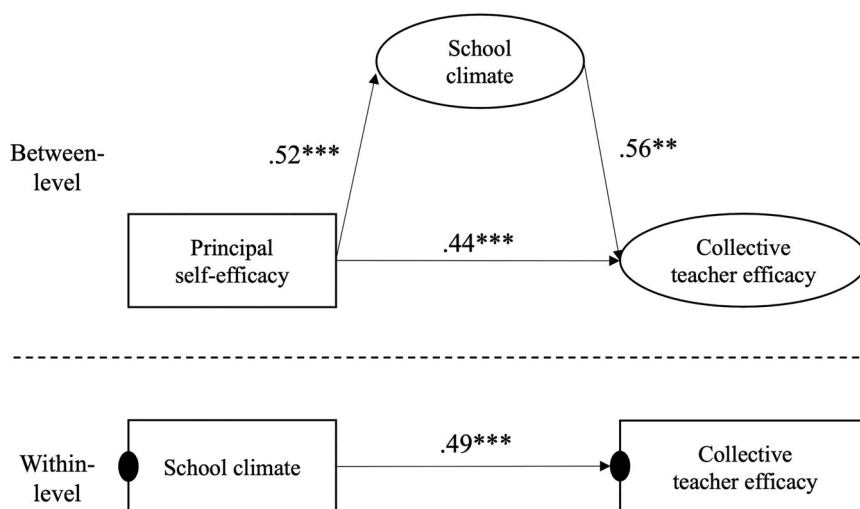 School
climate
Between-
level
.52***
.56**
Principal
self-efficacy
.44***
Collective
teacher efficacy
Within-
level
School climate
.49***
Collective
teacher efficacy